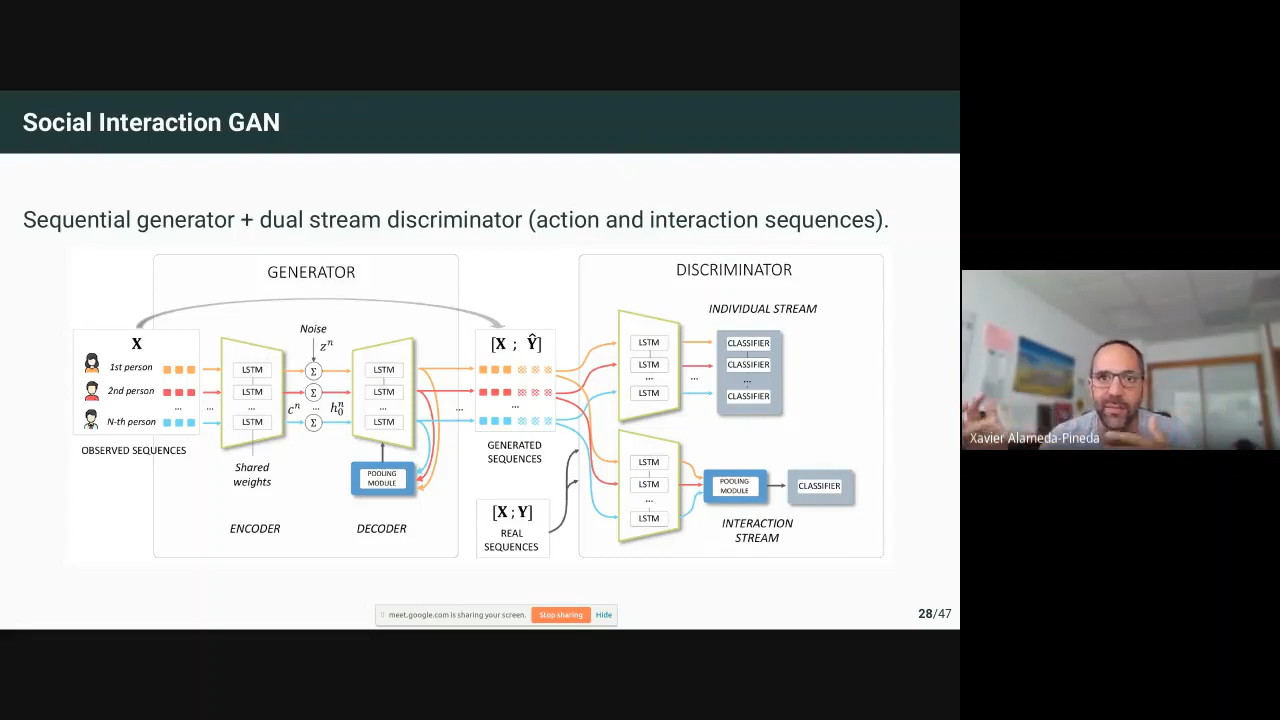 Social Interaction GAN
Sequential generator + dual stream discriminator (action and interaction sequences).
GENERATOR
X
1st person
2nd person
...
N-th person
...
OBSERVED SEQUENCES
LSTM
LSTM
...
LSTM
Shared
weights
ENCODER
Noise
zⁿ
Σ
Σ
cⁿ ... h₀ⁿ
Σ
LSTM
LSTM
...
LSTM
POOLING
MODULE
DECODER
...
[X ; Ŷ]
...
GENERATED
SEQUENCES
[X ; Y]
REAL
SEQUENCES
DISCRIMINATOR
INDIVIDUAL STREAM
LSTM
LSTM
...
LSTM
...
CLASSIFIER
CLASSIFIER
...
CLASSIFIER
LSTM
LSTM
...
LSTM
POOLING
MODULE
CLASSIFIER
INTERACTION
STREAM
meet.google.com is sharing your screen. Stop sharing Hide
28/47
Xavier Alameda-Pineda